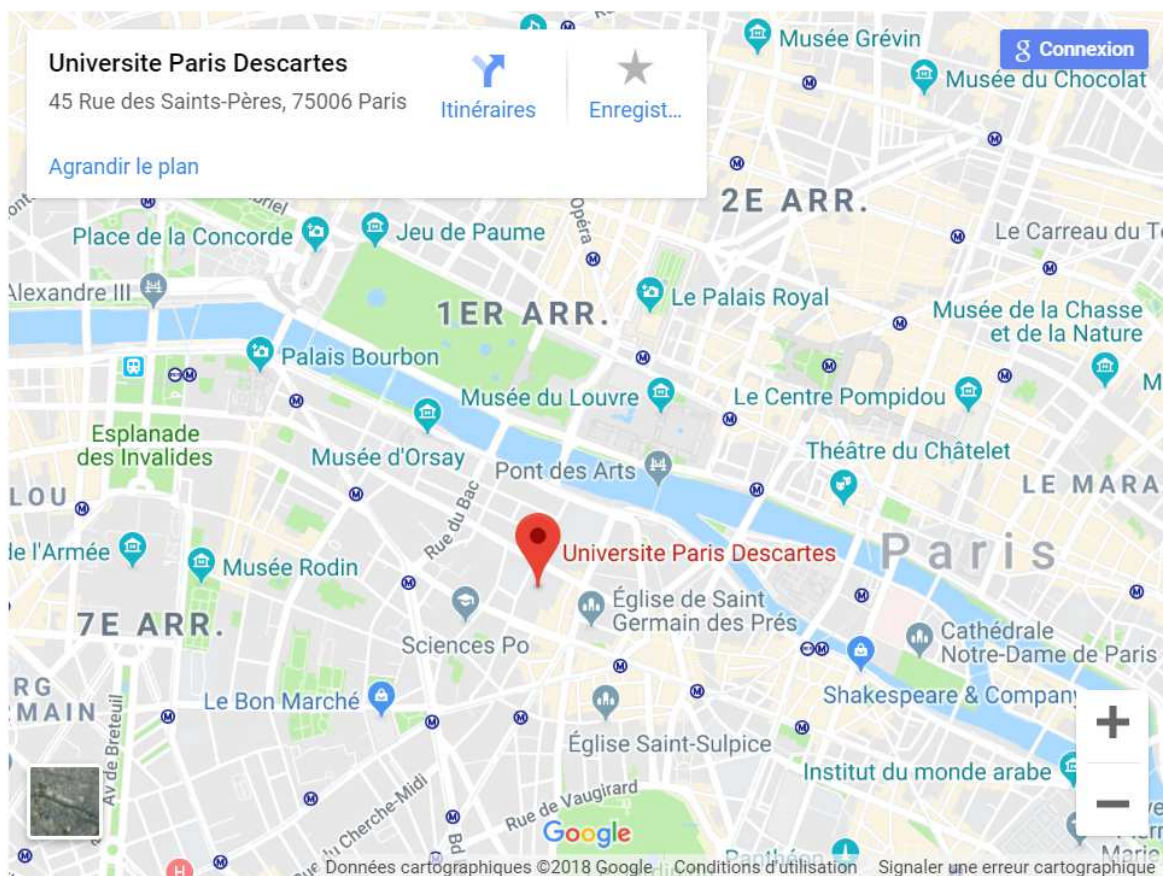 Universite Paris Descartes
45 Rue des Saints-Pères, 75006 Paris
Itinéraires
Enregist...
Agrandir le plan
Connexion
Musée Grévin
Musée du Chocolat
2E ARR.
Opéra
Place de la Concorde
Jeu de Paume
Le Carreau du
Alexandre III
1ER ARR.
Le Palais Royal
Musée de la Chasse
et de la Nature
Palais Bourbon
Musée du Louvre
Le Centre Pompidou
Esplanade
des Invalides
Musée d'Orsay
Pont des Arts
Théâtre du Châtelet
LE MARA
LOU
Rue du Bac
Universite Paris Descartes
Paris
de l'Armée
Musée Rodin
Église de Saint
Germain des Prés
7E ARR.
Sciences Po
Cathédrale
Notre-Dame de Paris
RG
MAIN
Le Bon Marché
Shakespeare & Company
Av de Breteuil
Église Saint-Sulpice
Institut du monde arabe
Rue du Cherche-Midi
Rue de Vaugirard
Google
Panthéon
Marie
Données cartographiques ©2018 Google
Conditions d'utilisation
Signaler une erreur cartographique